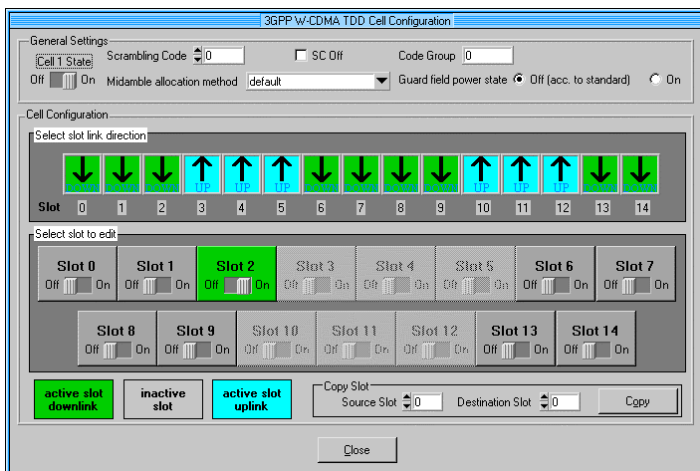 3GPP W-CDMA TDD Cell Configuration
General Settings
Cell 1 State
Off On
Scrambling Code 0
SC Off
Code Group 0
Midamble allocation method default
Guard field power state Off (acc. to standard) On
Cell Configuration
Select slot link direction
DOWN DOWN DOWN UP UP UP DOWN DOWN DOWN DOWN UP UP UP DOWN DOWN
Slot 0 1 2 3 4 5 6 7 8 9 10 11 12 13 14
Select slot to edit
Slot 0 Slot 1 Slot 2 Slot 3 Slot 4 Slot 5 Slot 6 Slot 7
Off On Off On Off On Off On Off On Off On Off On Off On
Slot 8 Slot 9 Slot 10 Slot 11 Slot 12 Slot 13 Slot 14
Off On Off On Off On Off On Off On Off On Off On
active slot
downlink
inactive
slot
active slot
uplink
Copy Slot
Source Slot 0 Destination Slot 0 Copy
Close